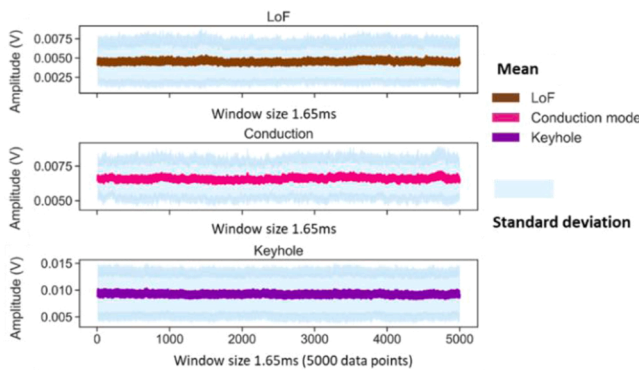 LoF
Amplitude (V)
0.0075
0.0050
0.0025
Window size 1.65ms
Conduction
Amplitude (V)
0.0075
0.0050
Window size 1.65ms
Keyhole
Amplitude (V)
0.015
0.010
0.005
0 1000 2000 3000 4000 5000
Window size 1.65ms (5000 data points)
Mean
LoF
Conduction mode
Keyhole
Standard deviation